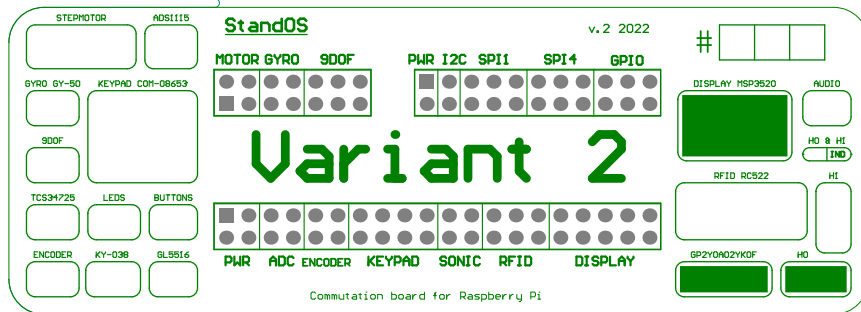 STEPMOTOR ADS1115 StandOS v.2 2022 #
MOTOR GYRO 9DOF PWR I2C SPI1 SPI4 GPIO
GYRO GY-50 KEYPAD COM-08653 DISPLAY MSP3520 AUDIO
9DOF Variant 2 HO & HI
IND
TCS34725 LEDS BUTTONS RFID RC522 HI
ENCODER KY-038 GL5516 GP2Y0A02YK0F HO
PWR ADC ENCODER KEYPAD SONIC RFID DISPLAY
Commutation board for Raspberry Pi